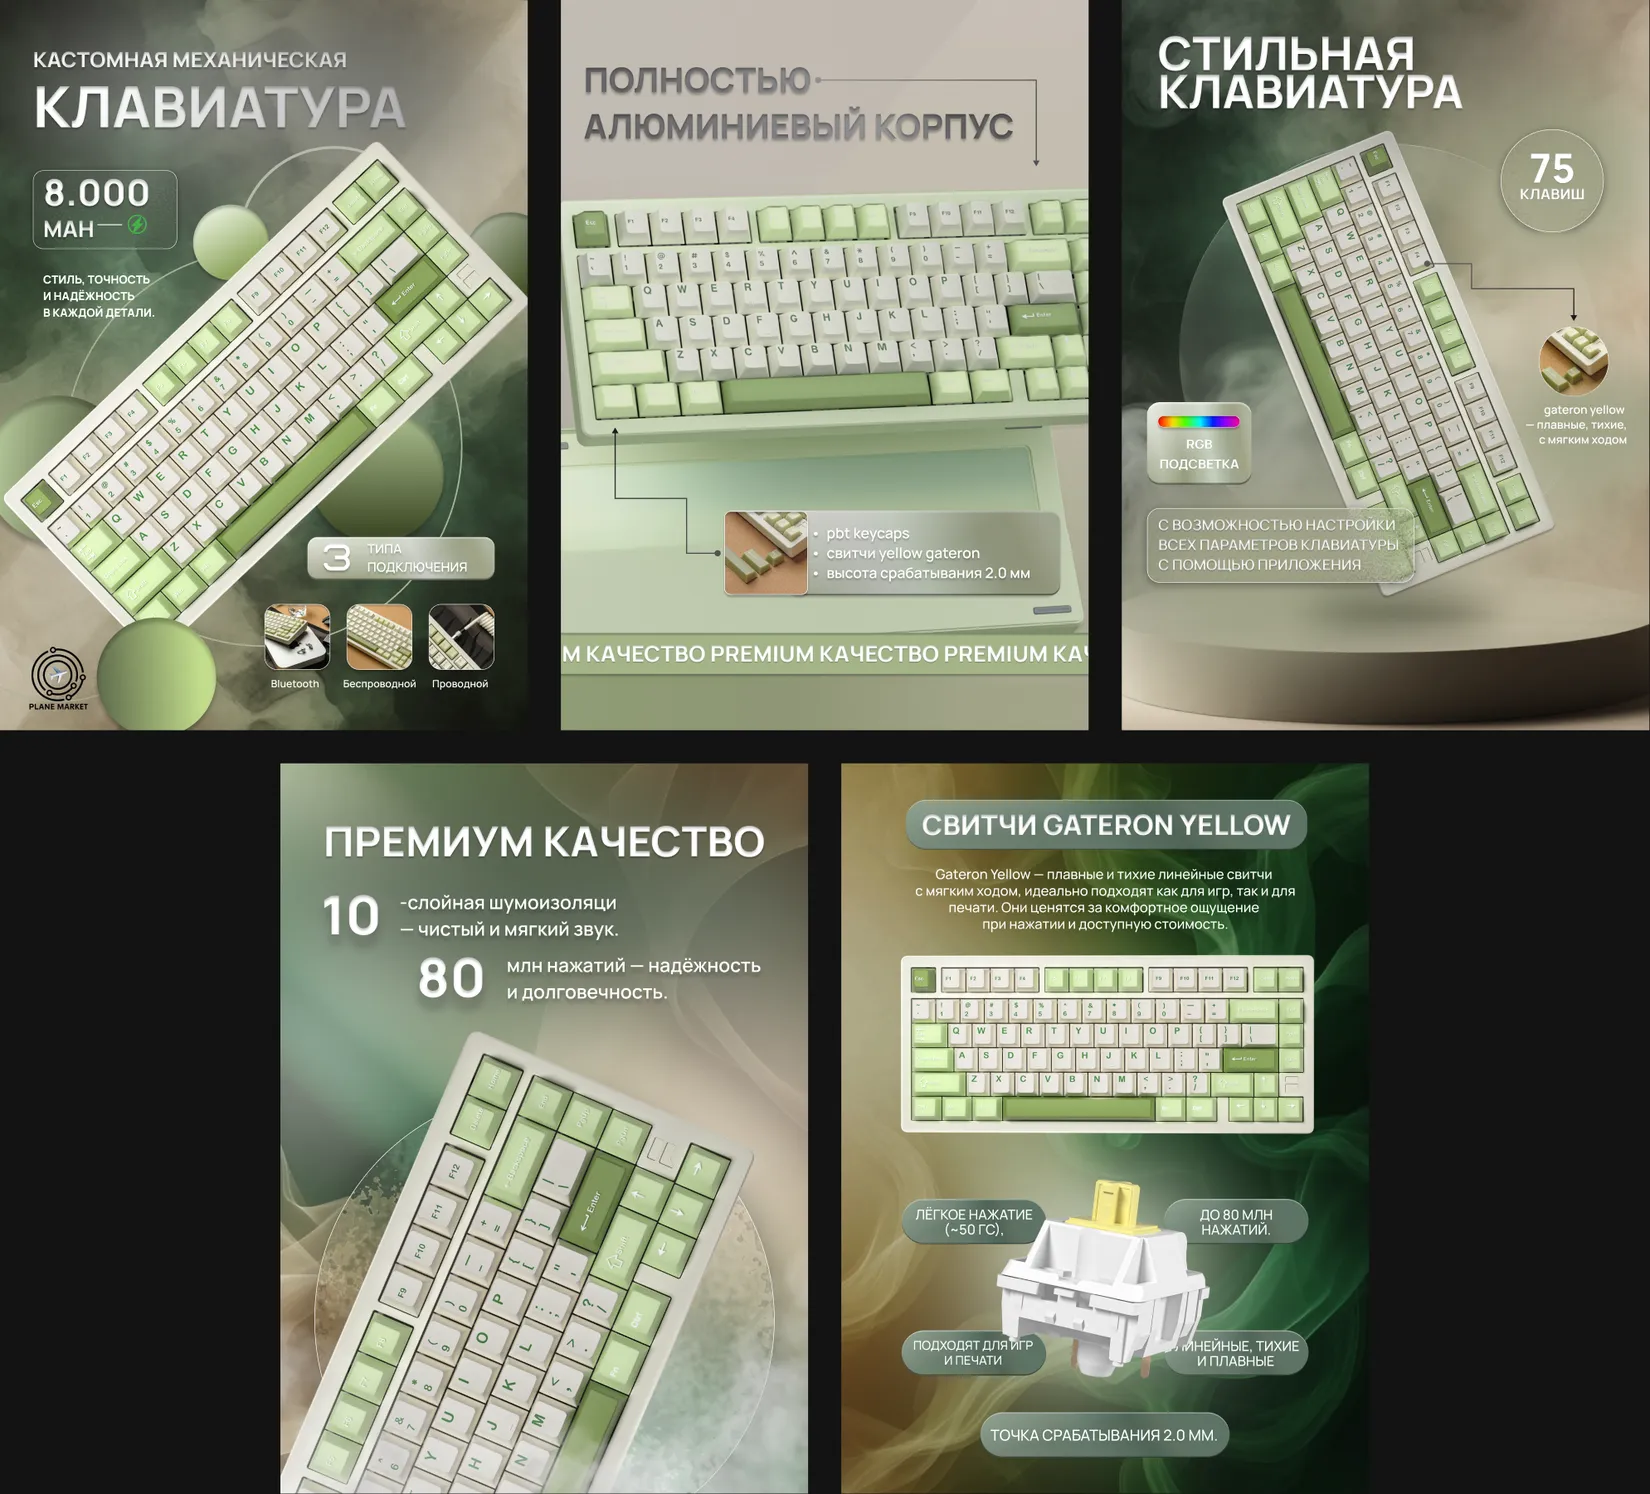 КАСТОМНАЯ МЕХАНИЧЕСКАЯ
КЛАВИАТУРА
8.000
МАН
СТИЛЬ, ТОЧНОСТЬ
И НАДЁЖНОСТЬ
В КАЖДОЙ ДЕТАЛИ.
3
ТИПА
ПОДКЛЮЧЕНИЯ
Bluetooth
Беспроводной
Проводной
PLANE MARKET
ПОЛНОСТЬЮ
АЛЮМИНИЕВЫЙ КОРПУС
• pbt keycaps
• свитчи yellow gateron
• высота срабатывания 2.0 мм
М КАЧЕСТВО PREMIUM КАЧЕСТВО PREMIUM КАЧ
СТИЛЬНАЯ
КЛАВИАТУРА
75
КЛАВИШ
gateron yellow
— плавные, тихие,
с мягким ходом
RGB
ПОДСВЕТКА
С ВОЗМОЖНОСТЬЮ НАСТРОЙКИ
ВСЕХ ПАРАМЕТРОВ КЛАВИАТУРЫ
С ПОМОЩЬЮ ПРИЛОЖЕНИЯ
ПРЕМИУМ КАЧЕСТВО
10
-слойная шумоизоляци
— чистый и мягкий звук.
80
млн нажатий — надёжность
и долговечность.
СВИТЧИ GATERON YELLOW
Gateron Yellow — плавные и тихие линейные свитчи
с мягким ходом, идеально подходят как для игр, так и для
печати. Они ценятся за комфортное ощущение
при нажатии и доступную стоимость.
ЛЁГКОЕ НАЖАТИЕ
(~50 ГС),
ДО 80 МЛН
НАЖАТИЙ.
ПОДХОДЯТ ДЛЯ ИГР
И ПЕЧАТИ
ЛИНЕЙНЫЕ, ТИХИЕ
И ПЛАВНЫЕ
ТОЧКА СРАБАТЫВАНИЯ 2.0 ММ.